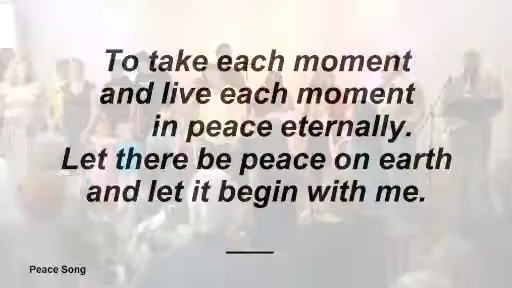 To take each moment
and live each moment
in peace eternally.
Let there be peace on earth
and let it begin with me.
Peace Song